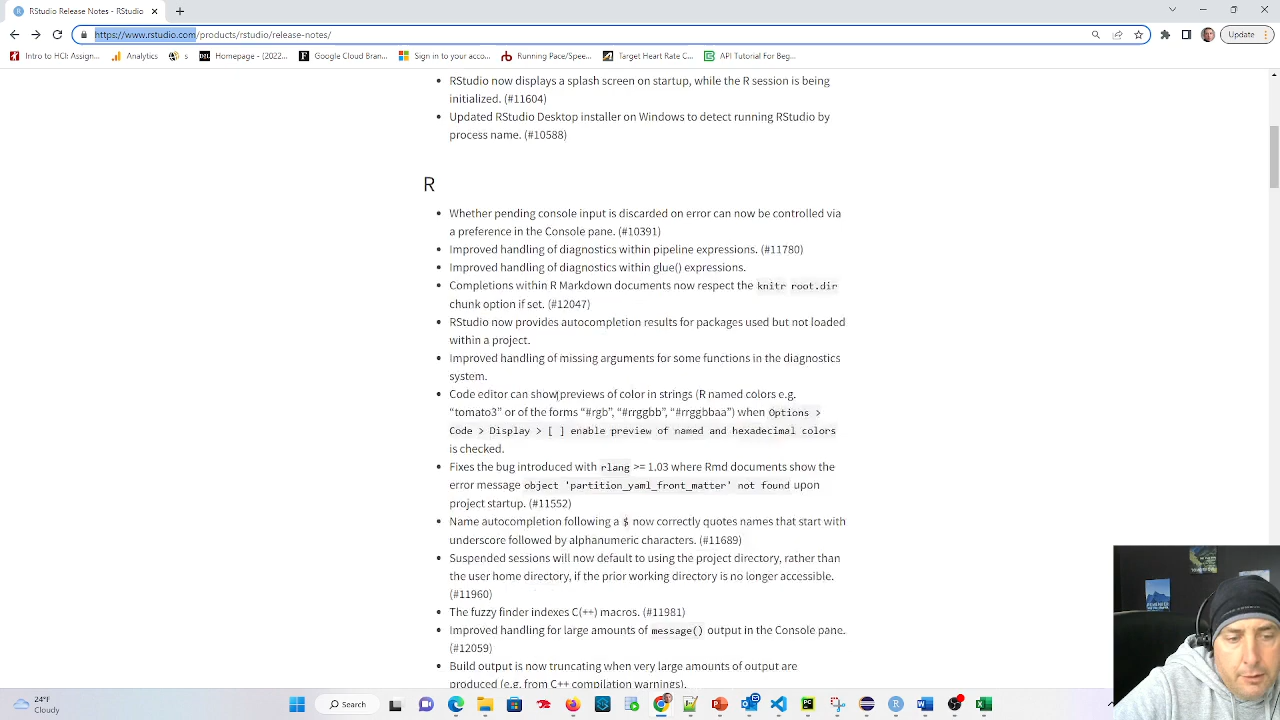 RStudio Release Notes - RStudio
https://www.rstudio.com/products/rstudio/release-notes/
Update
Intro to HCI: Assign...
Analytics
s
Homepage - (2022...
Google Cloud Bran...
Sign in to your acco...
Running Pace/Spee...
Target Heart Rate C...
API Tutorial For Beg...
RStudio now displays a splash screen on startup, while the R session is being
initialized. (#11604)
Updated RStudio Desktop installer on Windows to detect running RStudio by
process name. (#10588)
R
Whether pending console input is discarded on error can now be controlled via
a preference in the Console pane. (#10391)
Improved handling of diagnostics within pipeline expressions. (#11780)
Improved handling of diagnostics within glue() expressions.
Completions within R Markdown documents now respect the knitr root.dir
chunk option if set. (#12047)
RStudio now provides autocompletion results for packages used but not loaded
within a project.
Improved handling of missing arguments for some functions in the diagnostics
system.
Code editor can show previews of color in strings (R named colors e.g.
“tomato3” or of the forms “#rgb”, “#rrggbb”, “#rrggbbaa”) when Options >
Code > Display > [ ] enable preview of named and hexadecimal colors
is checked.
Fixes the bug introduced with rlang >= 1.03 where Rmd documents show the
error message object 'partition_yaml_front_matter' not found upon
project startup. (#11552)
Name autocompletion following a $ now correctly quotes names that start with
underscore followed by alphanumeric characters. (#11689)
Suspended sessions will now default to using the project directory, rather than
the user home directory, if the prior working directory is no longer accessible.
(#11960)
The fuzzy finder indexes C(++) macros. (#11981)
Improved handling for large amounts of message() output in the Console pane.
(#12059)
Build output is now truncating when very large amounts of output are
produced (e.g. from C++ compilation warnings).
24°F
Cloudy
Search